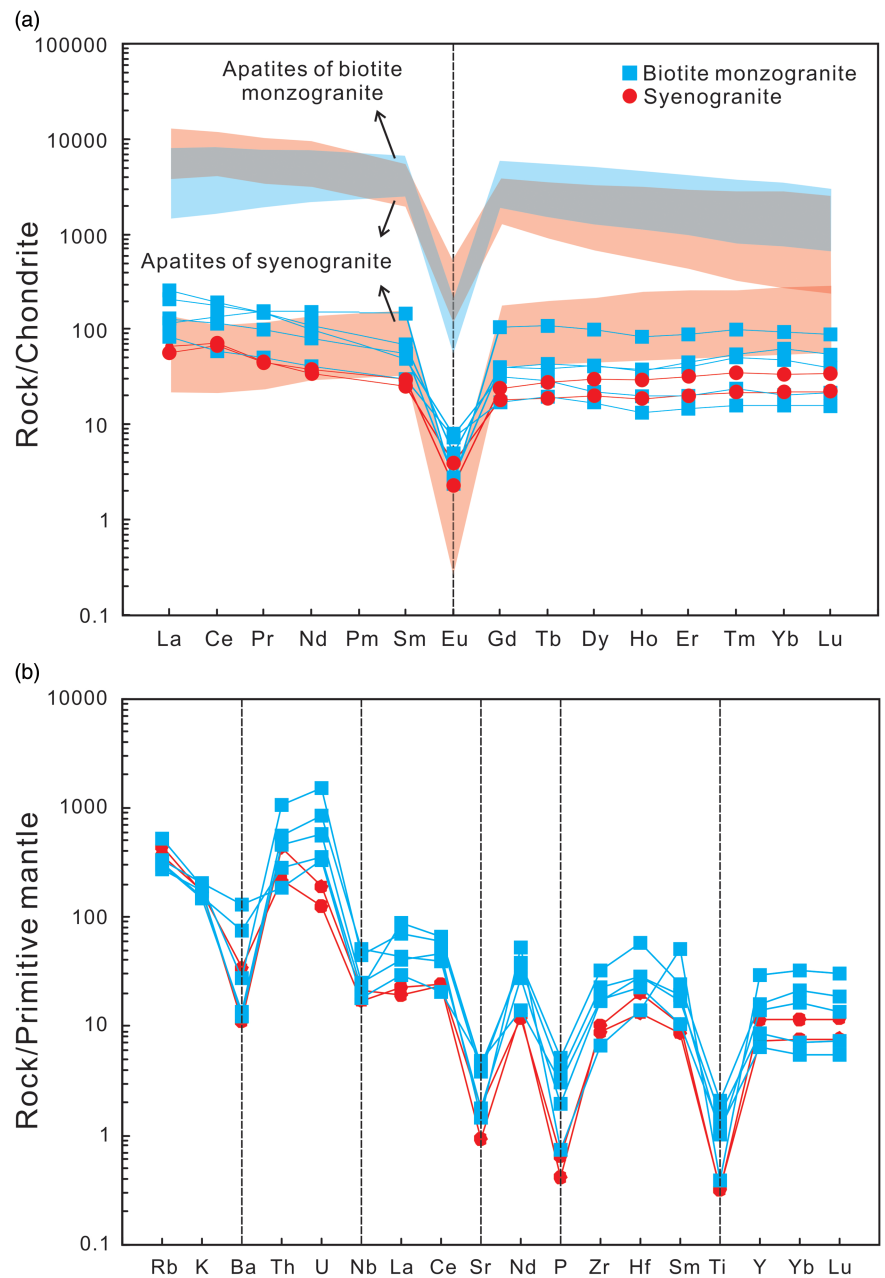 (a)
100000
10000
1000
100
10
1
0.1
Rock/Chondrite
Apatites of biotite
monzogranite
Apatites of syenogranite
Biotite monzogranite
Syenogranite
La Ce Pr Nd Pm Sm Eu Gd Tb Dy Ho Er Tm Yb Lu
(b)
10000
1000
100
10
1
0.1
Rock/Primitive mantle
Rb K Ba Th U Nb La Ce Sr Nd P Zr Hf Sm Ti Y Yb Lu